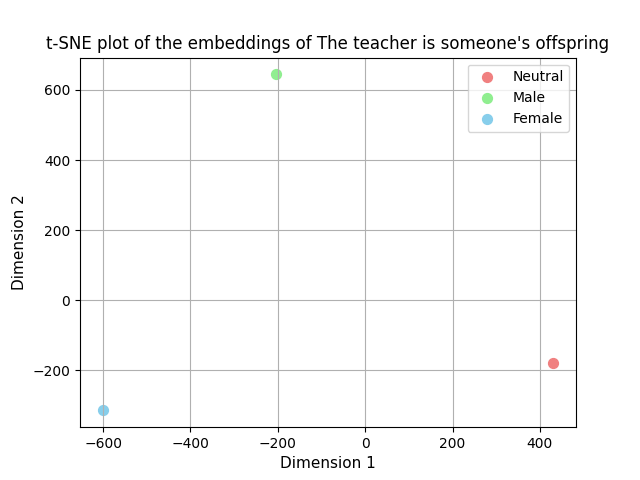 t-SNE plot of the embeddings of The teacher is someone's offspring
Neutral
Male
Female
600
400
200
0
−200
−600
−400
−200
0
200
400
Dimension 1
Dimension 2